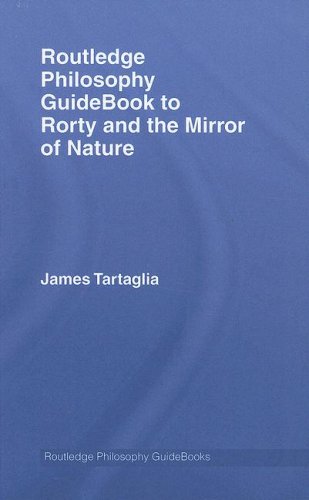 Routledge
Philosophy
GuideBook to
Rorty and the Mirror
of Nature
James Tartaglia
Routledge Philosophy GuideBooks